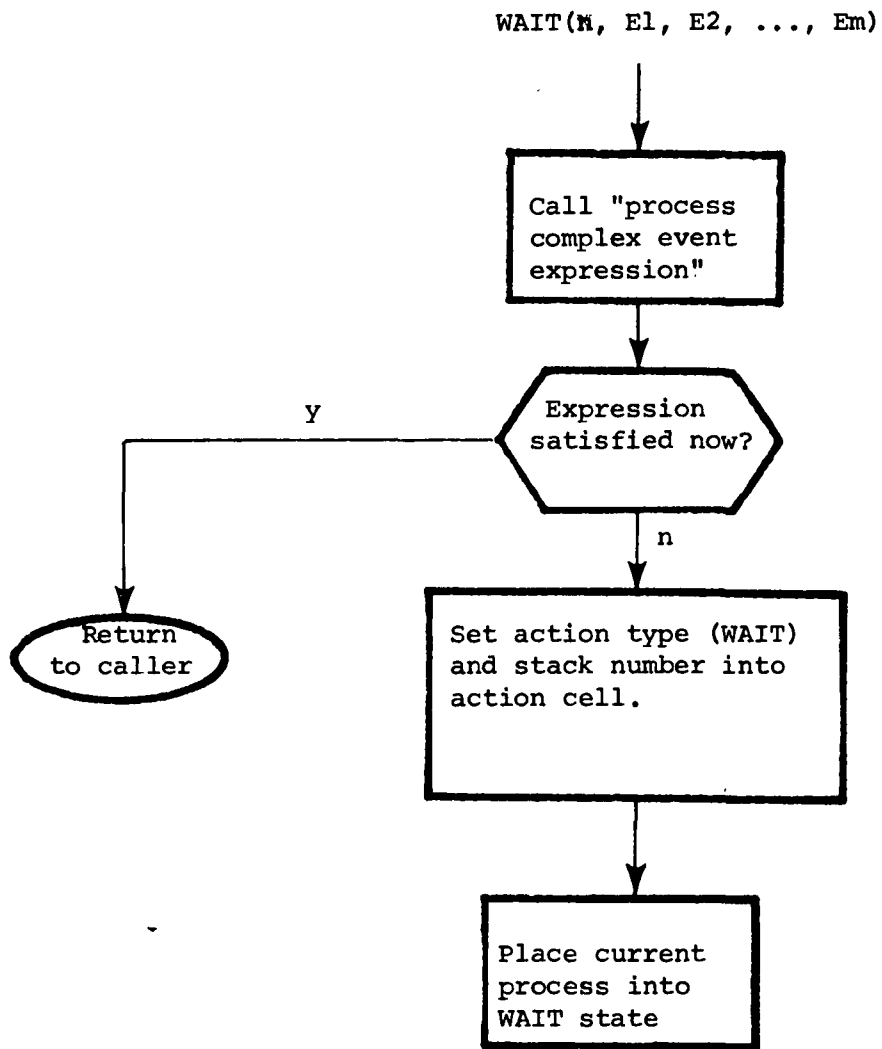 WAIT(N, E1, E2, ..., Em)
Call "process
complex event
expression"
Expression
satisfied now?
y
n
Return
to caller
Set action type (WAIT)
and stack number into
action cell.
Place current
process into
WAIT state